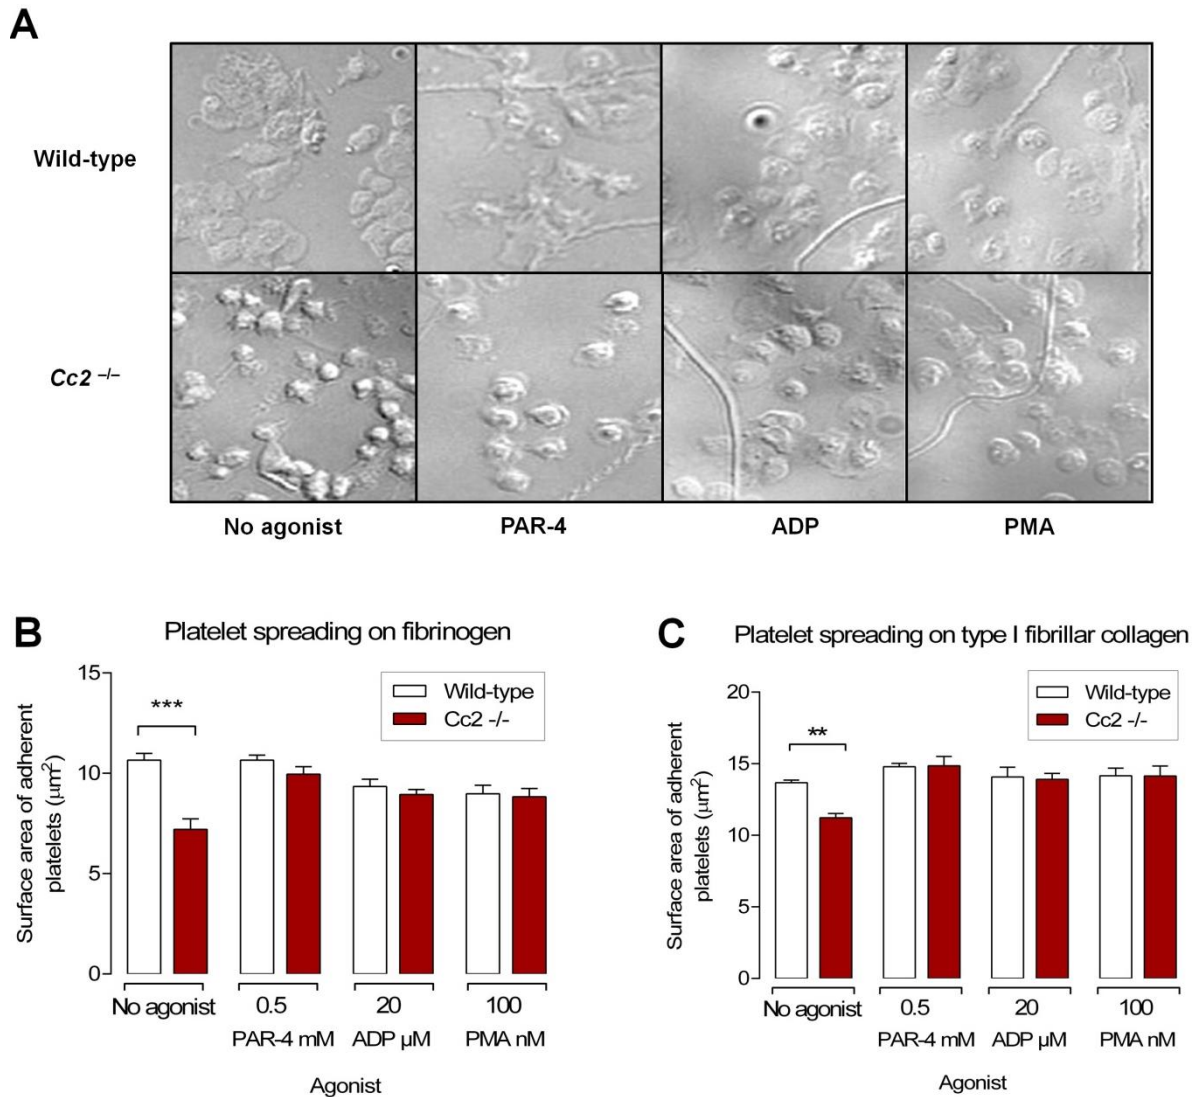 A
Wild-type
Cc2 –/–
No agonist PAR-4 ADP PMA
B
Platelet spreading on fibrinogen
Surface area of adherent
platelets (µm2)
15
10
5
0
***
Wild-type
Cc2 -/-
No agonist 0.5 20 100
PAR-4 mM ADP µM PMA nM
Agonist
C
Platelet spreading on type I fibrillar collagen
Surface area of adherent
platelets (µm2)
20
15
10
5
0
**
Wild-type
Cc2 -/-
No agonist 0.5 20 100
PAR-4 mM ADP µM PMA nM
Agonist